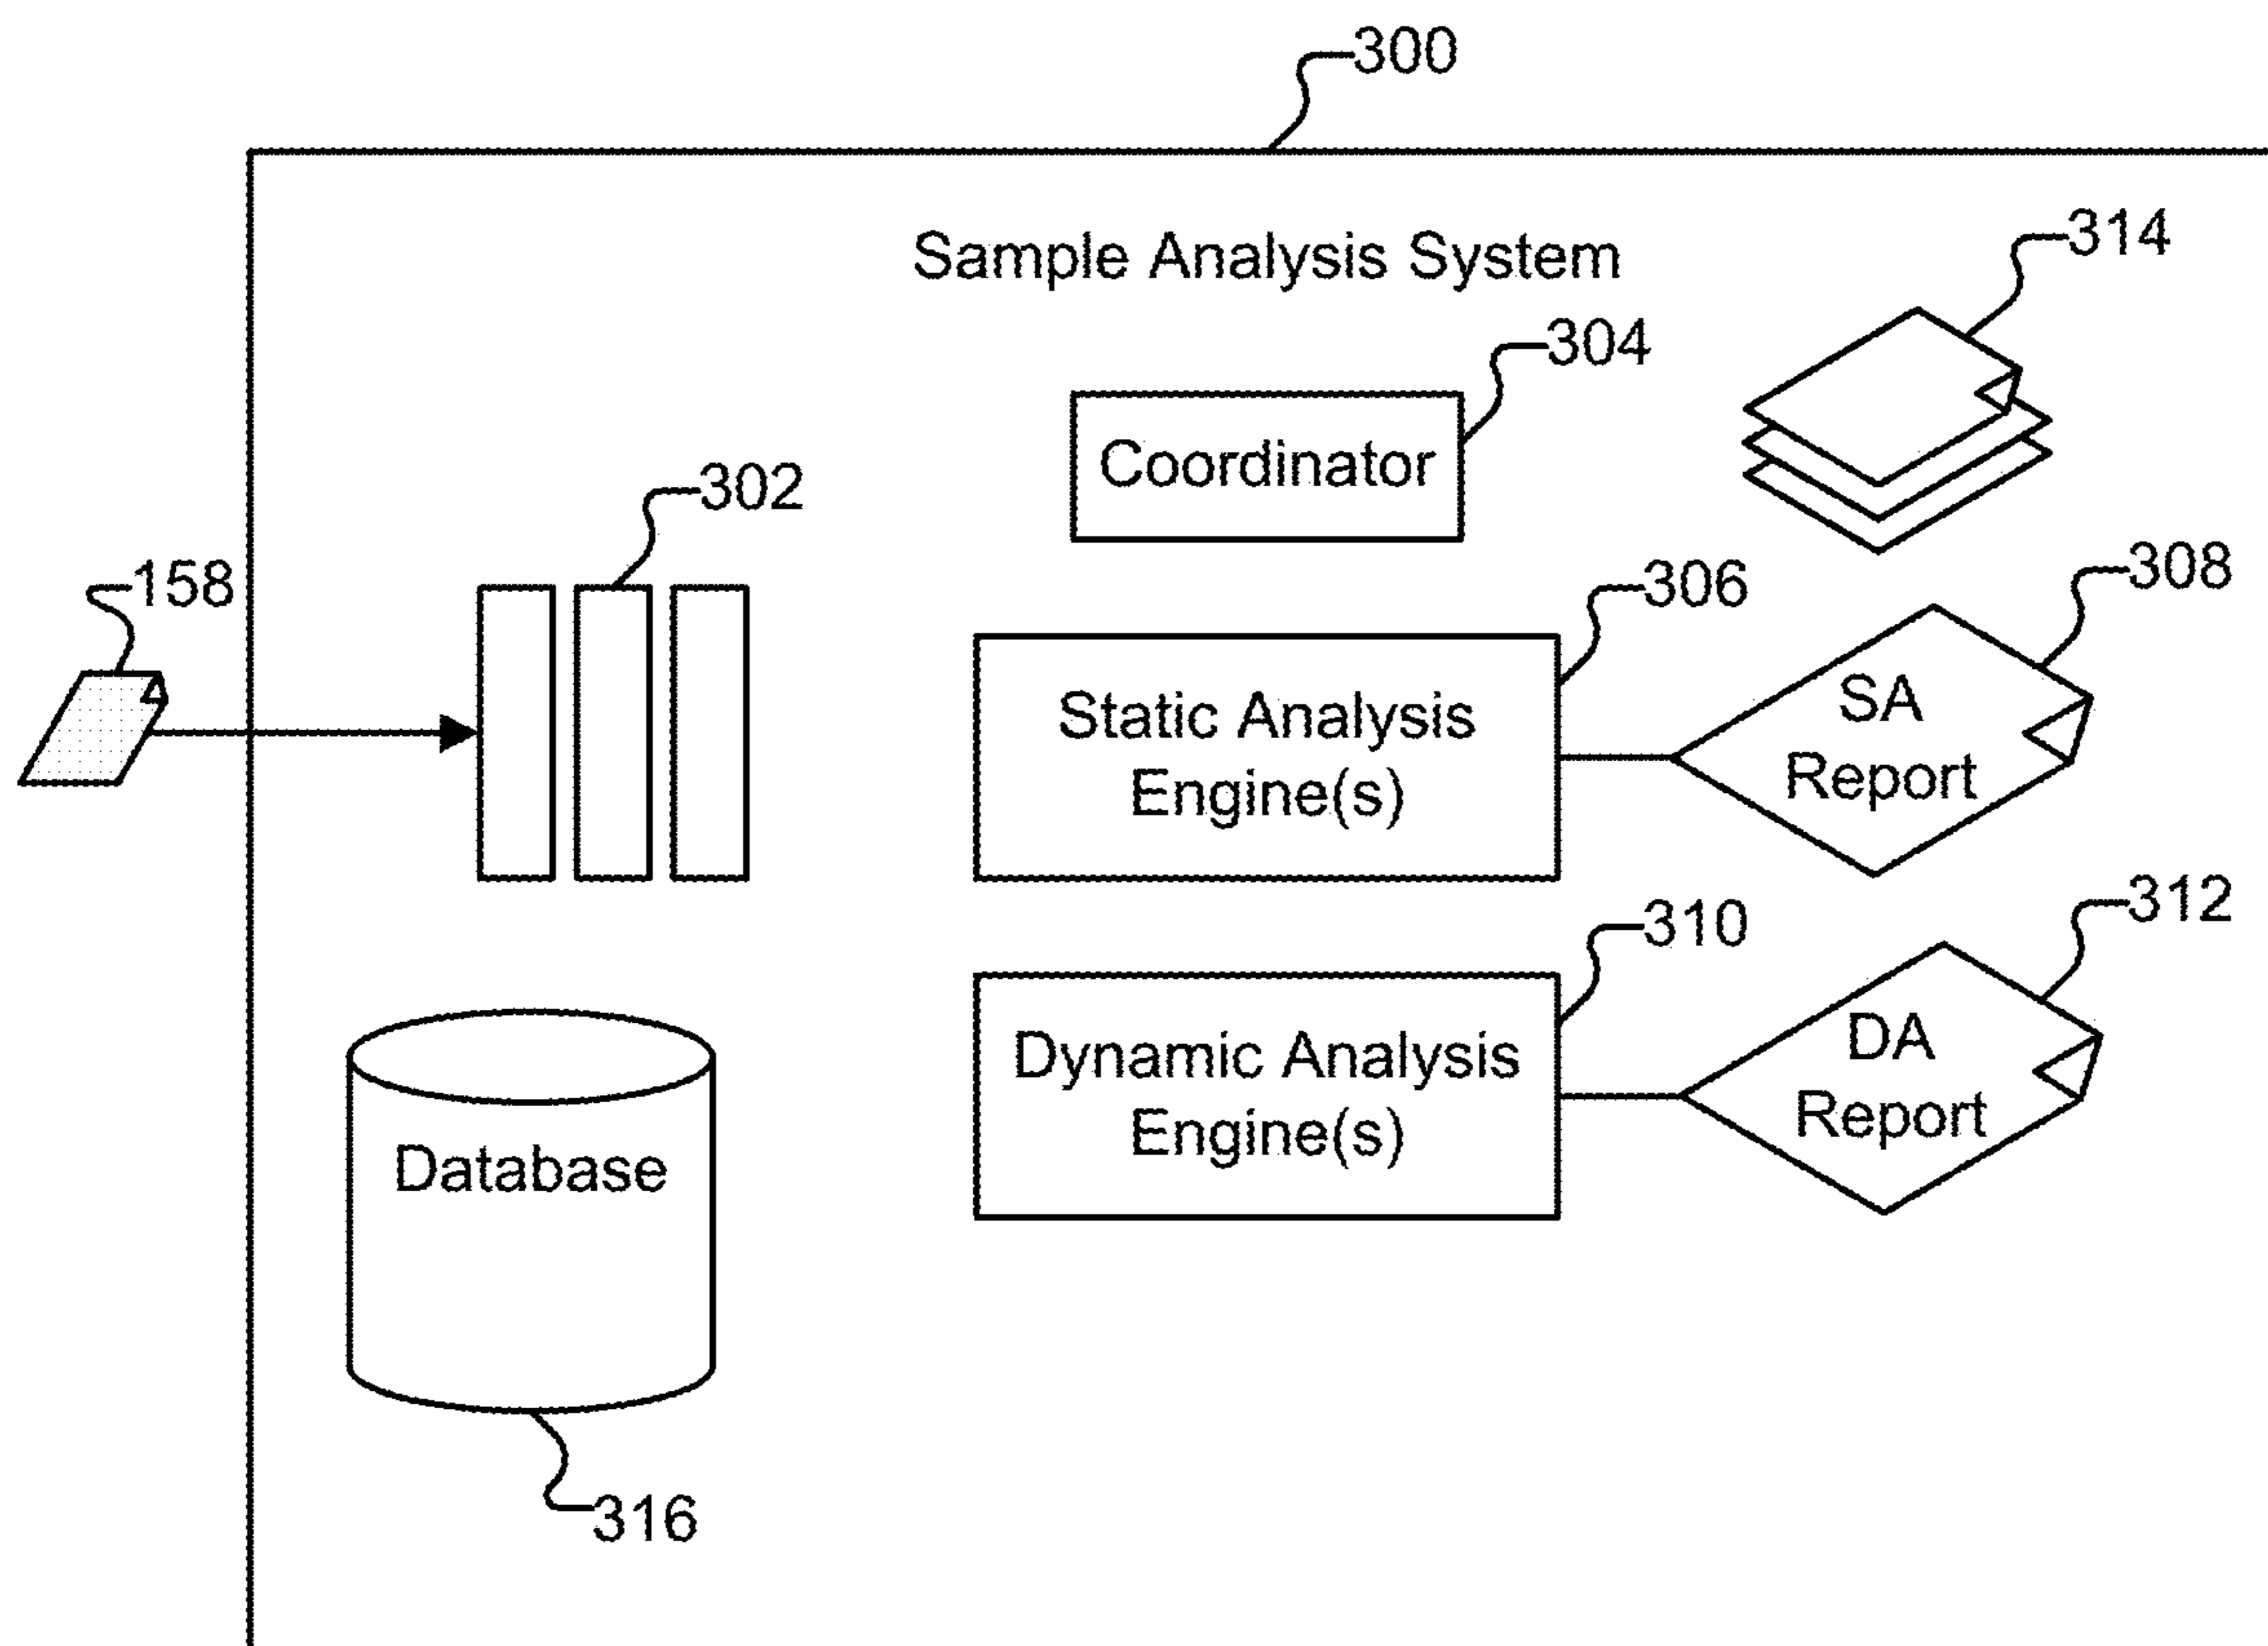 300
Sample Analysis System
314
304
Coordinator
302
158
306
308
Static Analysis
Engine(s)
SA
Report
310
312
Dynamic Analysis
Engine(s)
DA
Report
Database
316